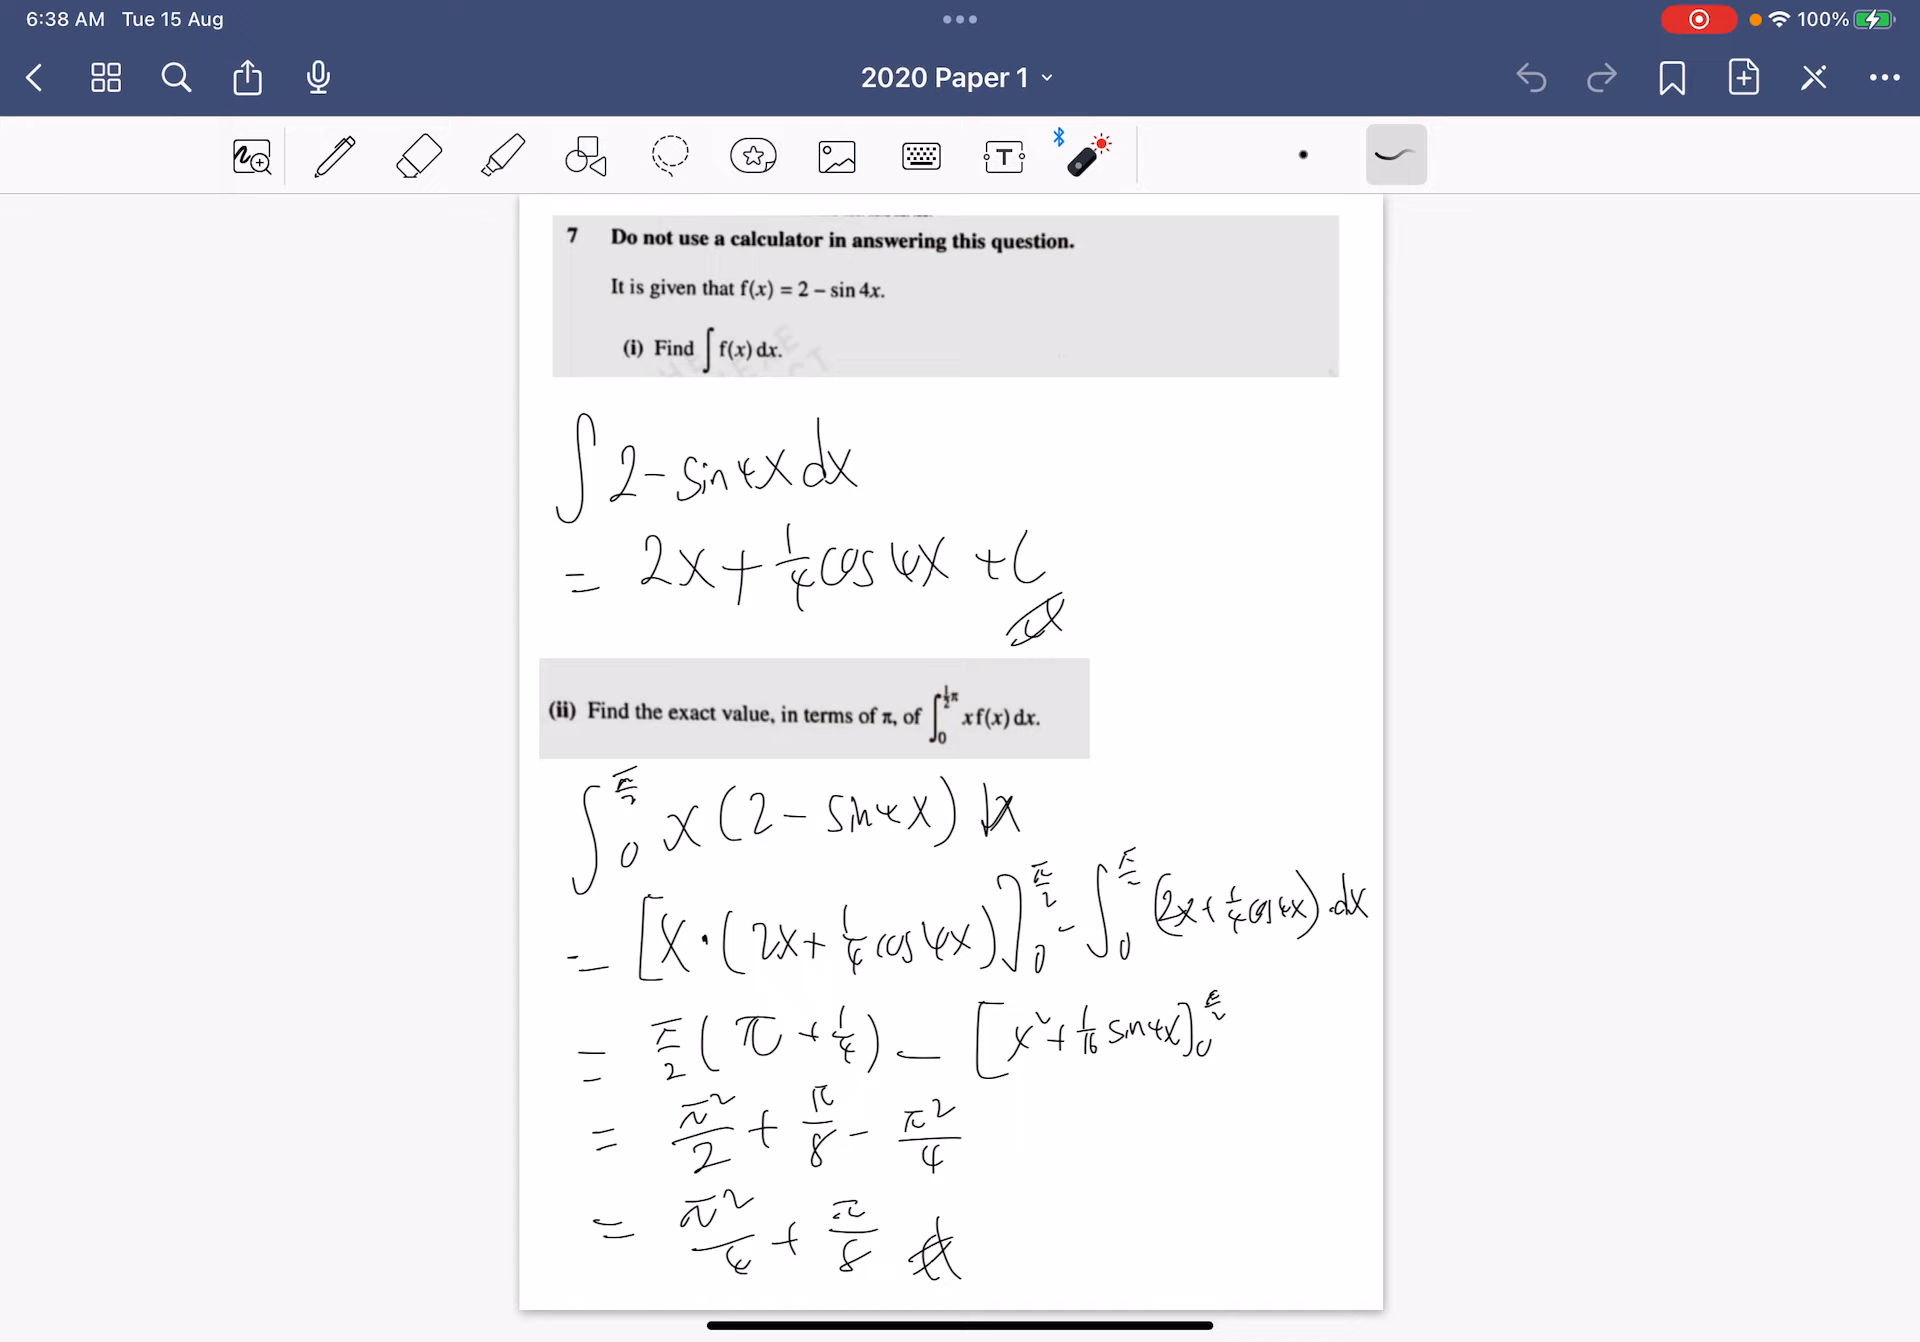 6:38 AM Tue 15 Aug
100%
2020 Paper 1
7 Do not use a calculator in answering this question.
It is given that f(x) = 2 – sin 4x.
(i) Find ∫ f(x) dx.
∫ 2 - sin 4x dx
= 2x + 1/4 cos 4x + C
(ii) Find the exact value, in terms of π, of ∫₀^{½π} x f(x) dx.
∫₀^{π/2} x (2 - sin 4x) dx
= [x · (2x + 1/4 cos 4x)]₀^{π/2} - ∫₀^{π/2} (2x + 1/4 cos 4x) · dx
= π/2 (π + 1/4) - [x² + 1/16 sin 4x]₀^{π/2}
= π²/2 + π/8 - π²/4
= π²/4 + π/8